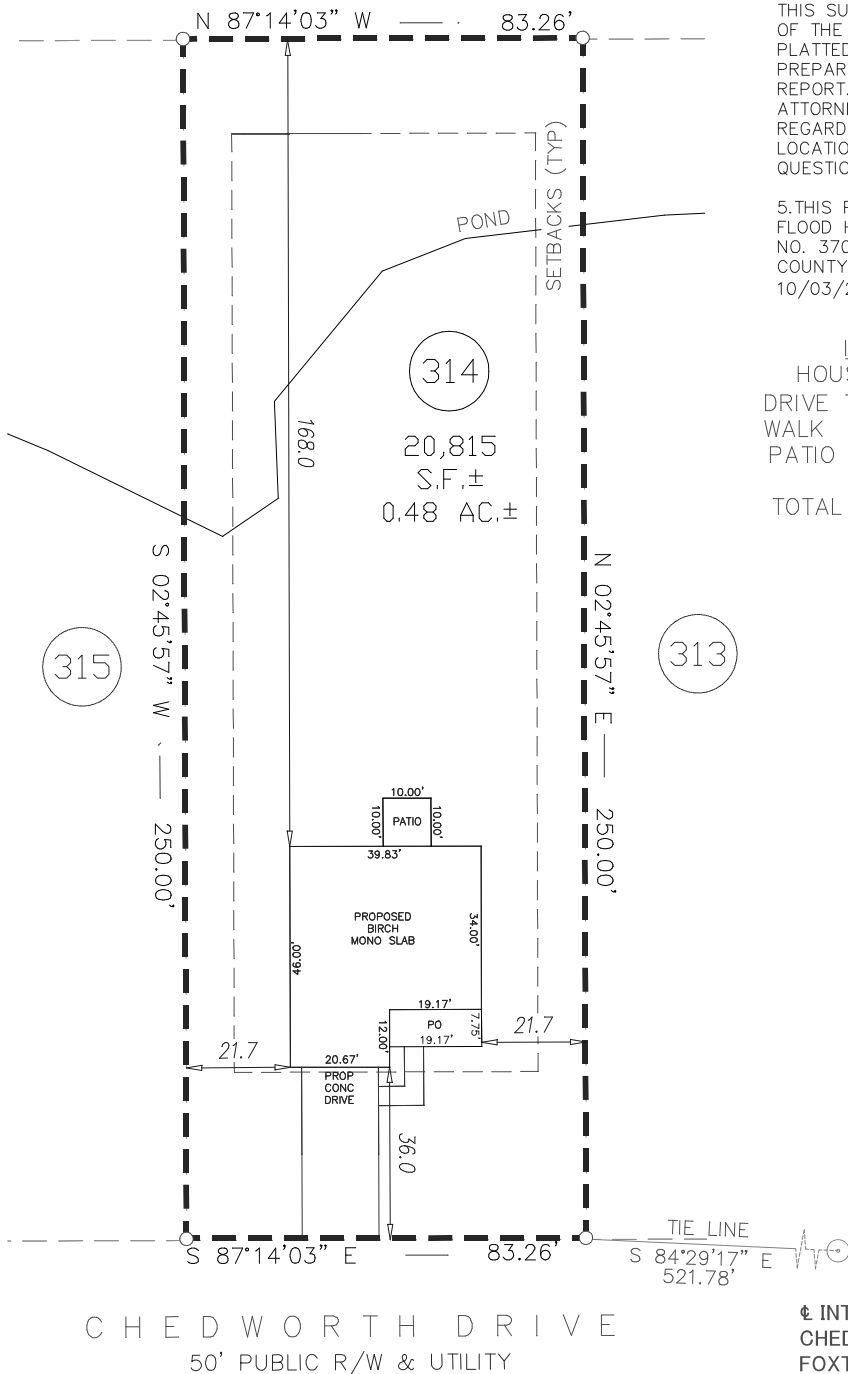 N 87°14'03" W
83.26'
THIS SU
OF THE
PLATTED
PREPAR
REPORT.
ATTORNE
REGARD
LOCATIO
QUESTIO
5.THIS P
FLOOD H
NO. 370
COUNTY
10/03/2
HOUS
DRIVE T
WALK
PATIO
TOTAL
SETBACKS (TYP)
POND
314
20,815
S.F.±
0.48 AC.±
168.0
S 02°45'57" W
250.00'
N 02°45'57" E
250.00'
315
313
10.00'
10.00'
PATIO
10.00'
39.83'
PROPOSED
BIRCH
MONO SLAB
34.00'
46.00'
19.17'
PO
7.75'
12.00'
19.17'
21.7
21.7
20.67'
PROP
CONC
DRIVE
36.0
S 87°14'03" E
83.26'
TIE LINE
S 84°29'17" E
521.78'
CHEDWORTH DRIVE
50' PUBLIC R/W & UTILITY
℄ INT
CHED
FOXT